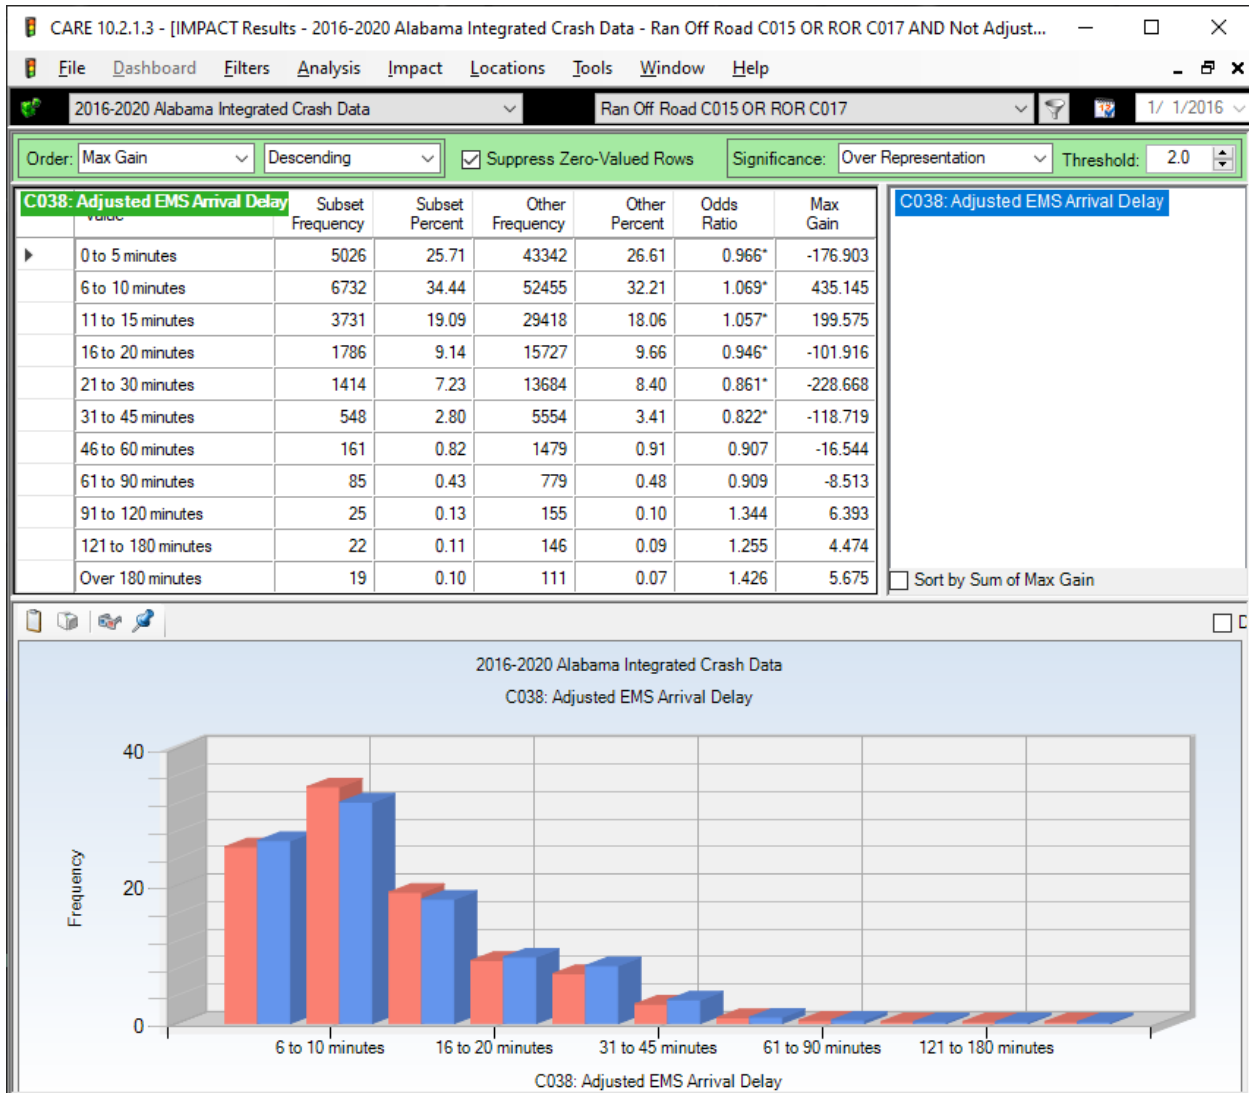 CARE 10.2.1.3 - [IMPACT Results - 2016-2020 Alabama Integrated Crash Data - Ran Off Road C015 OR ROR C017 AND Not Adjust...
File Dashboard Filters Analysis Impact Locations Tools Window Help
2016-2020 Alabama Integrated Crash Data Ran Off Road C015 OR ROR C017 1/ 1/2016
Order: Max Gain Descending Suppress Zero-Valued Rows Significance: Over Representation Threshold: 2.0
C038: Adjusted EMS Arrival Delay Subset Frequency Subset Percent Other Frequency Other Percent Odds Ratio Max Gain C038: Adjusted EMS Arrival Delay
0 to 5 minutes 5026 25.71 43342 26.61 0.966* -176.903
6 to 10 minutes 6732 34.44 52455 32.21 1.069* 435.145
11 to 15 minutes 3731 19.09 29418 18.06 1.057* 199.575
16 to 20 minutes 1786 9.14 15727 9.66 0.946* -101.916
21 to 30 minutes 1414 7.23 13684 8.40 0.861* -228.668
31 to 45 minutes 548 2.80 5554 3.41 0.822* -118.719
46 to 60 minutes 161 0.82 1479 0.91 0.907 -16.544
61 to 90 minutes 85 0.43 779 0.48 0.909 -8.513
91 to 120 minutes 25 0.13 155 0.10 1.344 6.393
121 to 180 minutes 22 0.11 146 0.09 1.255 4.474
Over 180 minutes 19 0.10 111 0.07 1.426 5.675 Sort by Sum of Max Gain
2016-2020 Alabama Integrated Crash Data
C038: Adjusted EMS Arrival Delay
40
20
0
Frequency
6 to 10 minutes 16 to 20 minutes 31 to 45 minutes 61 to 90 minutes 121 to 180 minutes
C038: Adjusted EMS Arrival Delay